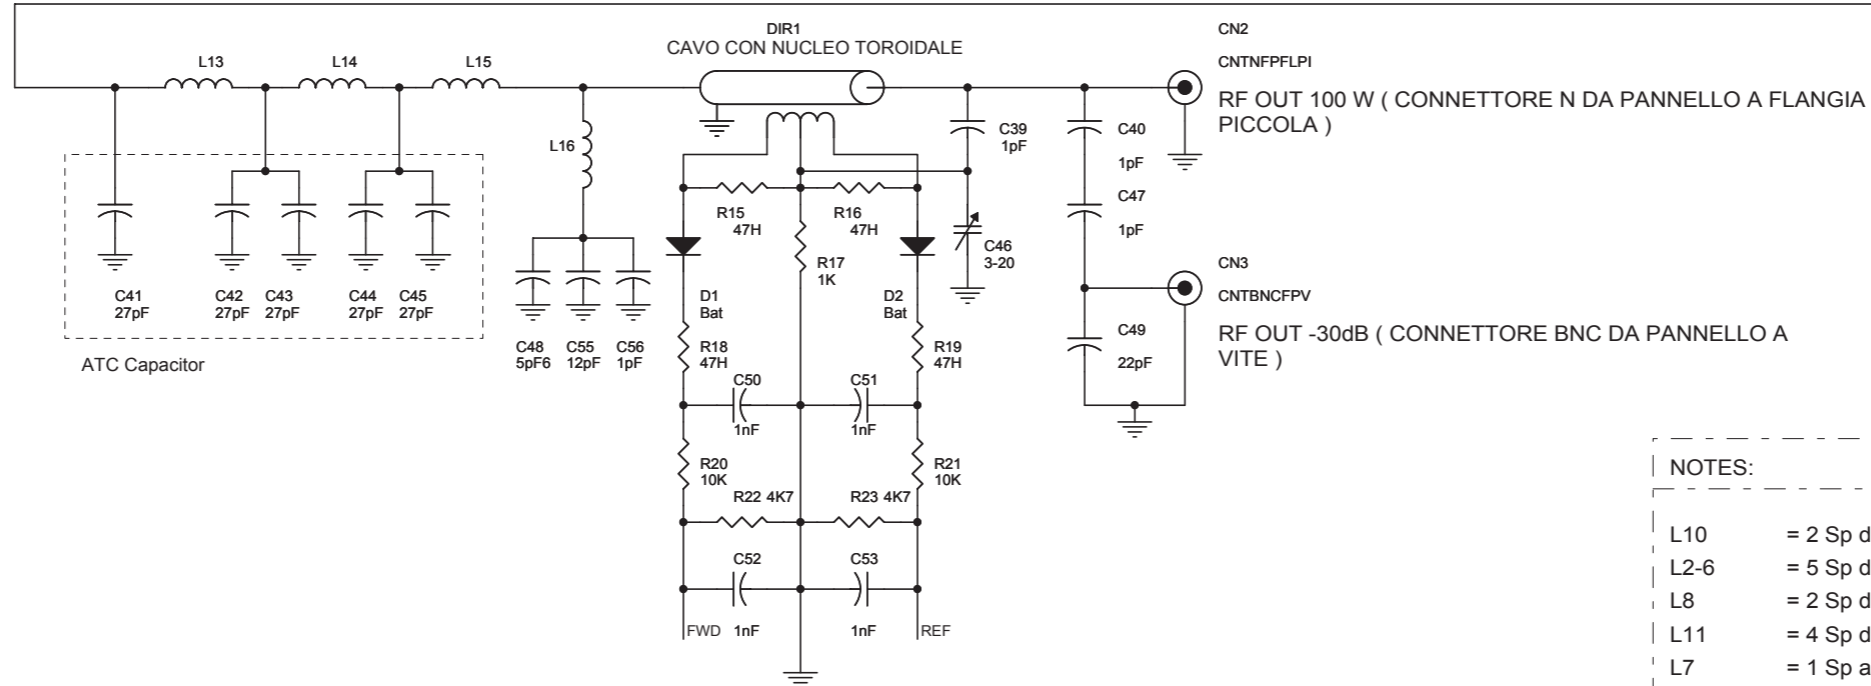 DIR1
CAVO CON NUCLEO TOROIDALE
CN2
CNTNFPFLPI
RF OUT 100 W ( CONNETTORE N DA PANNELLO A FLANGIA
PICCOLA )
L13
L14
L15
L16
C39
1pF
C40
1pF
C47
1pF
R15
47H
R16
47H
R17
1K
C46
3-20
CN3
CNTBNCFPV
RF OUT -30dB ( CONNETTORE BNC DA PANNELLO A
VITE )
C41
27pF
C42
27pF
C43
27pF
C44
27pF
C45
27pF
ATC Capacitor
C48
5pF6
C55
12pF
C56
1pF
D1
Bat
D2
Bat
R18
47H
R19
47H
C49
22pF
C50
1nF
C51
1nF
R20
10K
R21
10K
R22 4K7
R23 4K7
C52
1nF
C53
1nF
FWD
REF
NOTES:
L10 = 2 Sp d
L2-6 = 5 Sp d
L8 = 2 Sp d
L11 = 4 Sp d
L7 = 1 Sp a